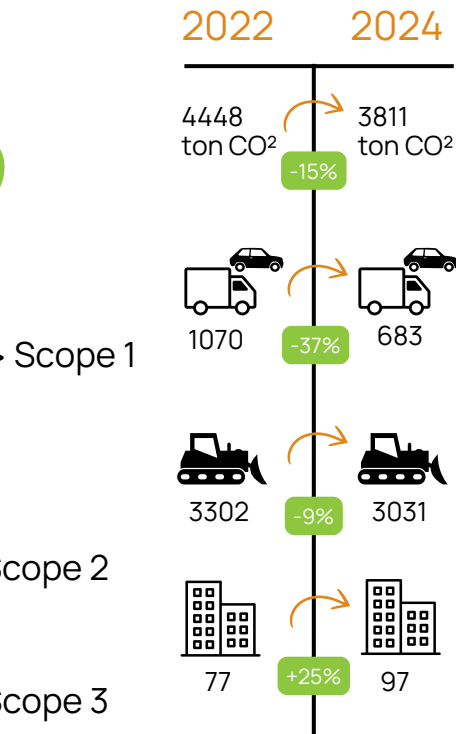 2022 2024
4448 3811
ton CO² ton CO²
-15%
1070 683
-37%
Scope 1
3302 3031
-9%
Scope 2
77 97
+25%
Scope 3